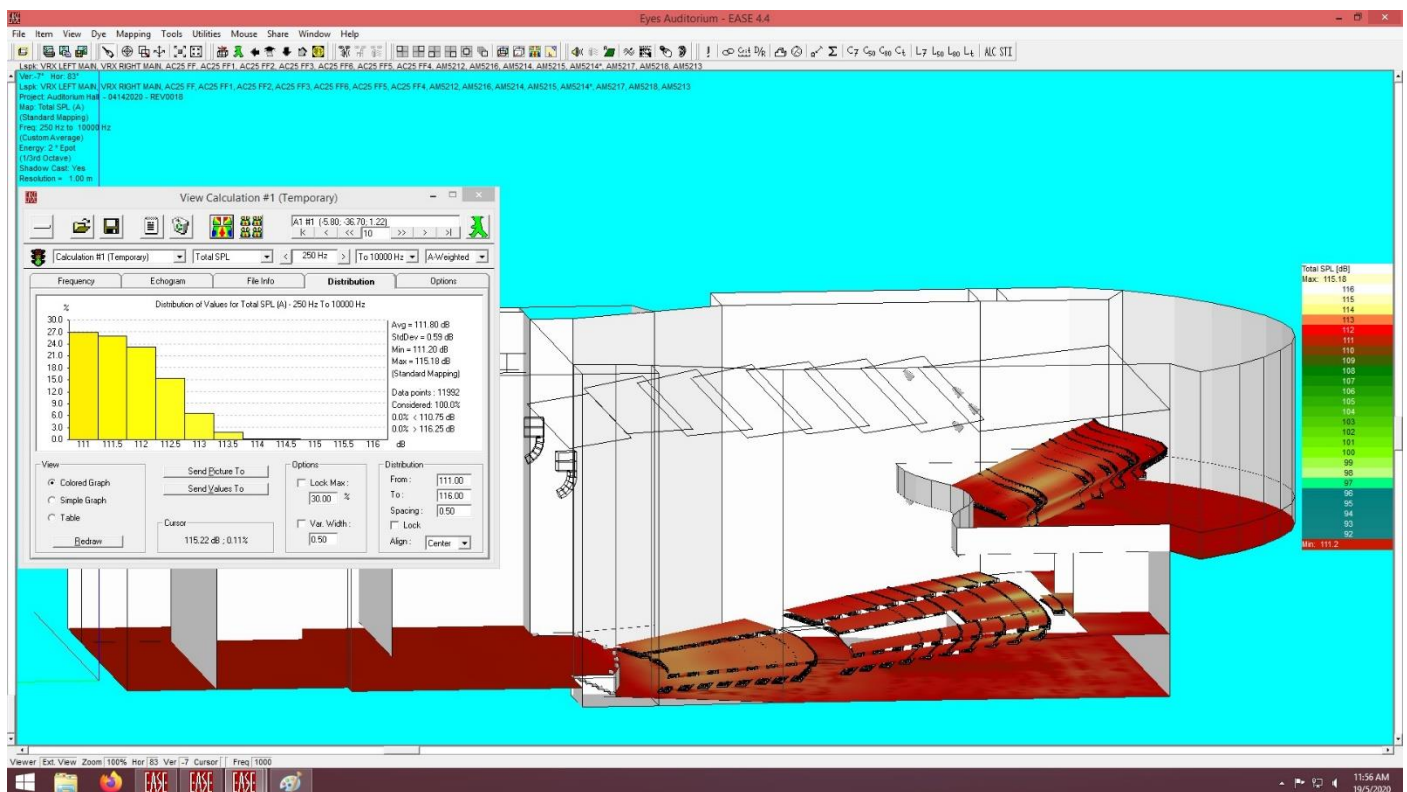 Eyes Auditorium - EASE 4.4
File Item View Dye Mapping Tools Utilities Mouse Share Window Help
C7 C50 C80 Ct L7 L50 L80 Lt ALC STI
Lspk: VRX LEFT MAIN, VRX RIGHT MAIN, AC25 FF, AC25 FF1, AC25 FF2, AC25 FF3, AC25 FF6, AC25 FF5, AC25 FF4, AM5212, AM5216, AM5214, AM5215, AM5214*, AM5217, AM5218, AM5213
Ver:-7° Hor: 83°
Lspk: VRX LEFT MAIN, VRX RIGHT MAIN, AC25 FF, AC25 FF1, AC25 FF2, AC25 FF3, AC25 FF6, AC25 FF5, AC25 FF4, AM5212, AM5216, AM5214, AM5215, AM5214*, AM5217, AM5218, AM5213
Project: Auditorium Hall - 04142020 - REV0018
Map: Total SPL (A)
(Standard Mapping)
Freq: 250 Hz to 10000 Hz
(Custom Average)
Energy: 2 * Epot
(1/3rd Octave)
Shadow Cast: Yes
Resolution = 1.00 m
View Calculation #1 (Temporary)
A1 #1 (-5.80; -36.70; 1.22)
10
Calculation #1 (Temporary) Total SPL 250 Hz To 10000 Hz A-Weighted
Frequency Echogram File Info Distribution Options
Distribution of Values for Total SPL (A) - 250 Hz To 10000 Hz
%
30.0
27.0
24.0
21.0
18.0
15.0
12.0
9.0
6.0
3.0
0.0
111 111.5 112 112.5 113 113.5 114 114.5 115 115.5 116 dB
Avg = 111.80 dB
StdDev = 0.59 dB
Min = 111.20 dB
Max = 115.18 dB
(Standard Mapping)
Data points : 11992
Considered: 100.0%
0.0% < 110.75 dB
0.0% > 116.25 dB
View
Colored Graph
Simple Graph
Table
Redraw
Send Picture To
Send Values To
Cursor
115.22 dB ; 0.11%
Options
Lock Max :
30.00 %
Var. Width :
0.50
Distribution
From : 111.00
To : 116.00
Spacing : 0.50
Lock
Align : Center
Total SPL [dB]
Max: 115.18
116
115
114
113
112
111
110
109
108
107
106
105
104
103
102
101
100
99
98
97
96
95
94
93
92
Min: 111.2
Viewer Ext. View Zoom 100% Hor 83 Ver -7 Cursor Freq 1000
EASE EASE EASE
11:56 AM
19/5/2020